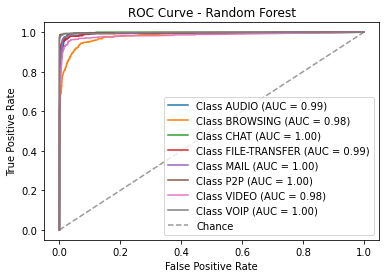 ROC Curve - Random Forest
True Positive Rate
1.0
0.8
0.6
0.4
0.2
0.0
Class AUDIO (AUC = 0.99)
Class BROWSING (AUC = 0.98)
Class CHAT (AUC = 1.00)
Class FILE-TRANSFER (AUC = 0.99)
Class MAIL (AUC = 1.00)
Class P2P (AUC = 1.00)
Class VIDEO (AUC = 0.98)
Class VOIP (AUC = 1.00)
Chance
0.0 0.2 0.4 0.6 0.8 1.0
False Positive Rate